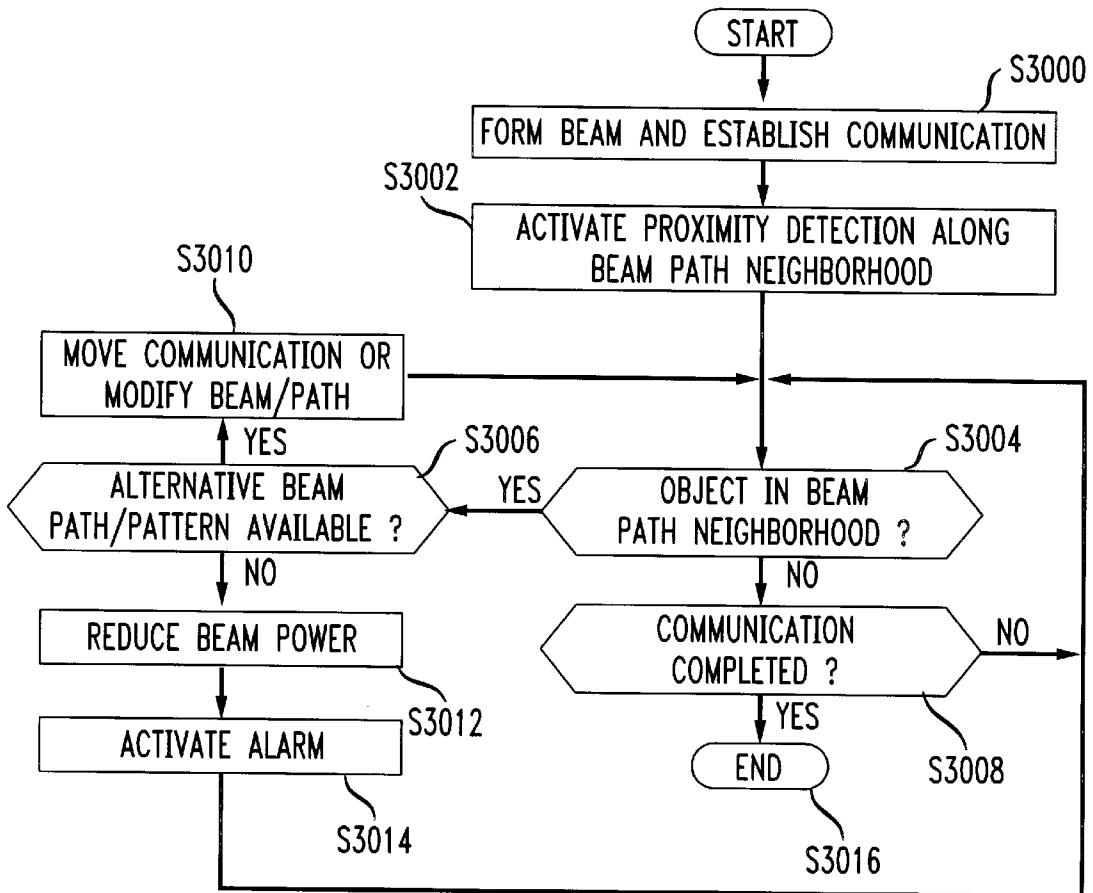 START
S3000
FORM BEAM AND ESTABLISH COMMUNICATION
S3002
ACTIVATE PROXIMITY DETECTION ALONG
BEAM PATH NEIGHBORHOOD
S3010
MOVE COMMUNICATION OR
MODIFY BEAM/PATH
YES
S3006
ALTERNATIVE BEAM
PATH/PATTERN AVAILABLE ?
YES
S3004
OBJECT IN BEAM
PATH NEIGHBORHOOD ?
NO
NO
REDUCE BEAM POWER
S3012
COMMUNICATION
COMPLETED ?
NO
S3008
YES
ACTIVATE ALARM
S3014
END
S3016